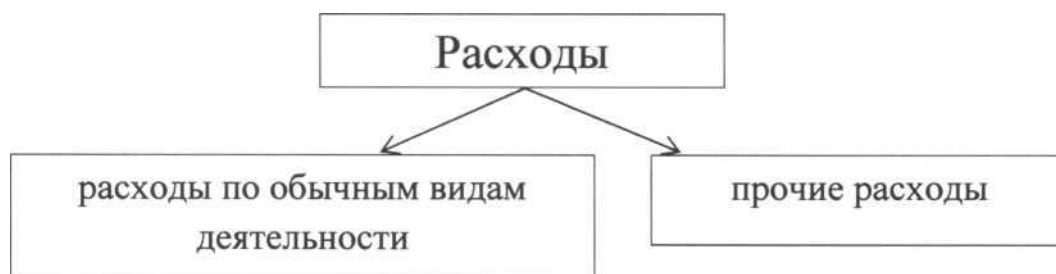 Расходы
расходы по обычным видам
деятельности
прочие расходы